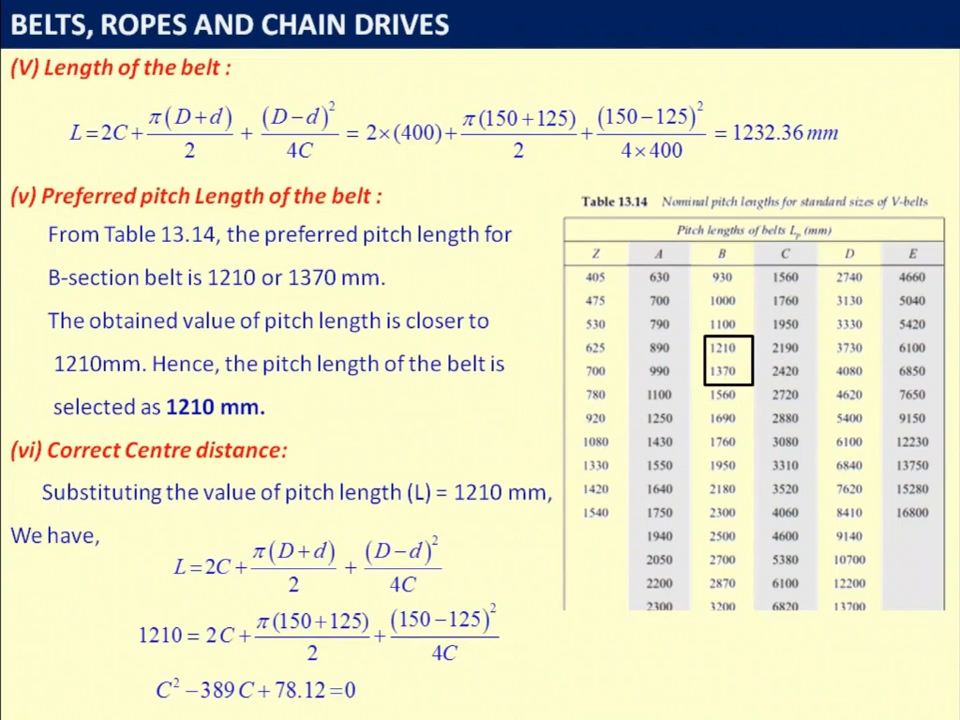 BELTS, ROPES AND CHAIN DRIVES
(V) Length of the belt :
L=2C+ π(D+d)/2 + (D−d)²/4C = 2×(400)+ π(150+125)/2 + (150−125)²/4×400 = 1232.36 mm
(v) Preferred pitch Length of the belt :
From Table 13.14, the preferred pitch length for
B-section belt is 1210 or 1370 mm.
The obtained value of pitch length is closer to
1210mm. Hence, the pitch length of the belt is
selected as 1210 mm.
(vi) Correct Centre distance:
Substituting the value of pitch length (L) = 1210 mm,
We have,
L=2C+ π(D+d)/2 + (D−d)²/4C
1210 = 2C+ π(150+125)/2 + (150−125)²/4C
C² −389C+78.12=0
Table 13.14 Nominal pitch lengths for standard sizes of V-belts
Pitch lengths of belts Lp (mm)
Z A B C D E
405 630 930 1560 2740 4660
475 700 1000 1760 3130 5040
530 790 1100 1950 3330 5420
625 890 1210 2190 3730 6100
700 990 1370 2420 4080 6850
780 1100 1560 2720 4620 7650
920 1250 1690 2880 5400 9150
1080 1430 1760 3080 6100 12230
1330 1550 1950 3310 6840 13750
1420 1640 2180 3520 7620 15280
1540 1750 2300 4060 8410 16800
1940 2500 4600 9140
2050 2700 5380 10700
2200 2870 6100 12200
2300 3200 6820 13700